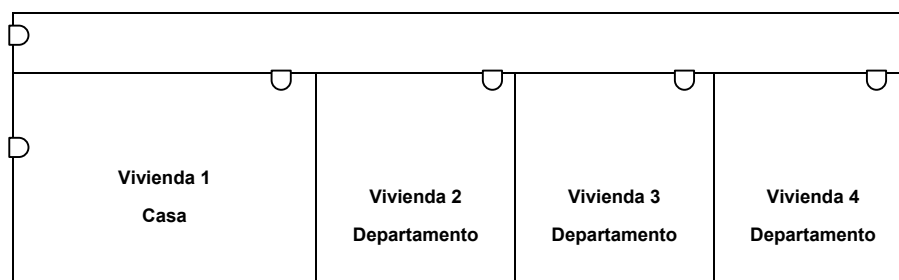 Vivienda 1
Casa
Vivienda 2
Departamento
Vivienda 3
Departamento
Vivienda 4
Departamento